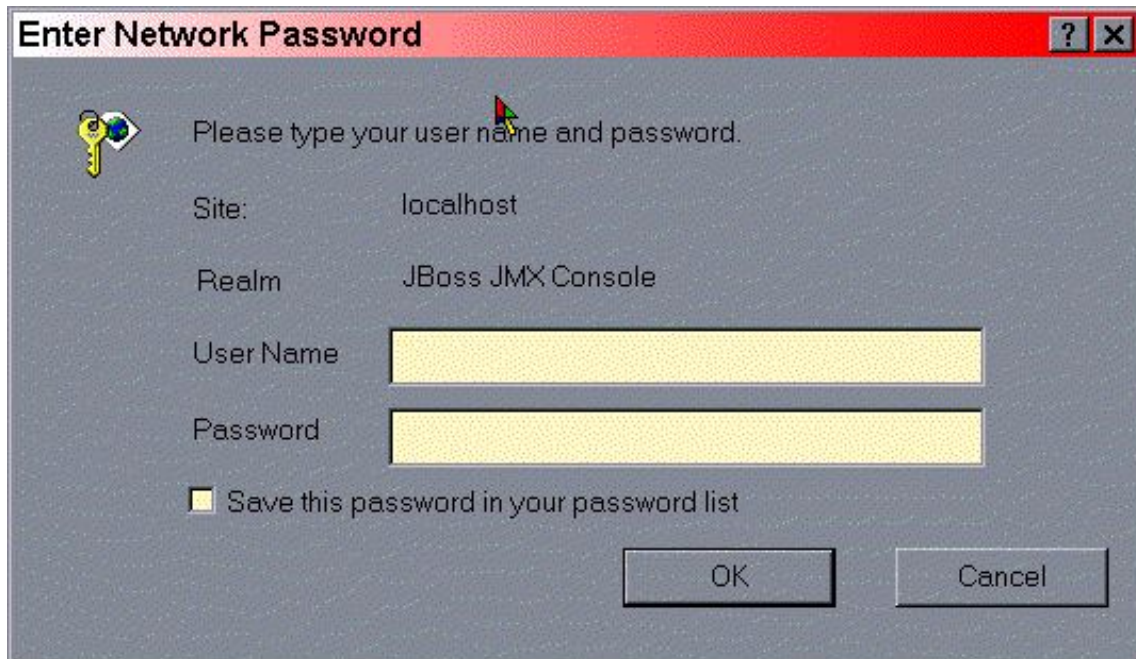 Enter Network Password ? X
Please type your user name and password.
Site: localhost
Realm JBoss JMX Console
User Name
Password
Save this password in your password list
OK Cancel